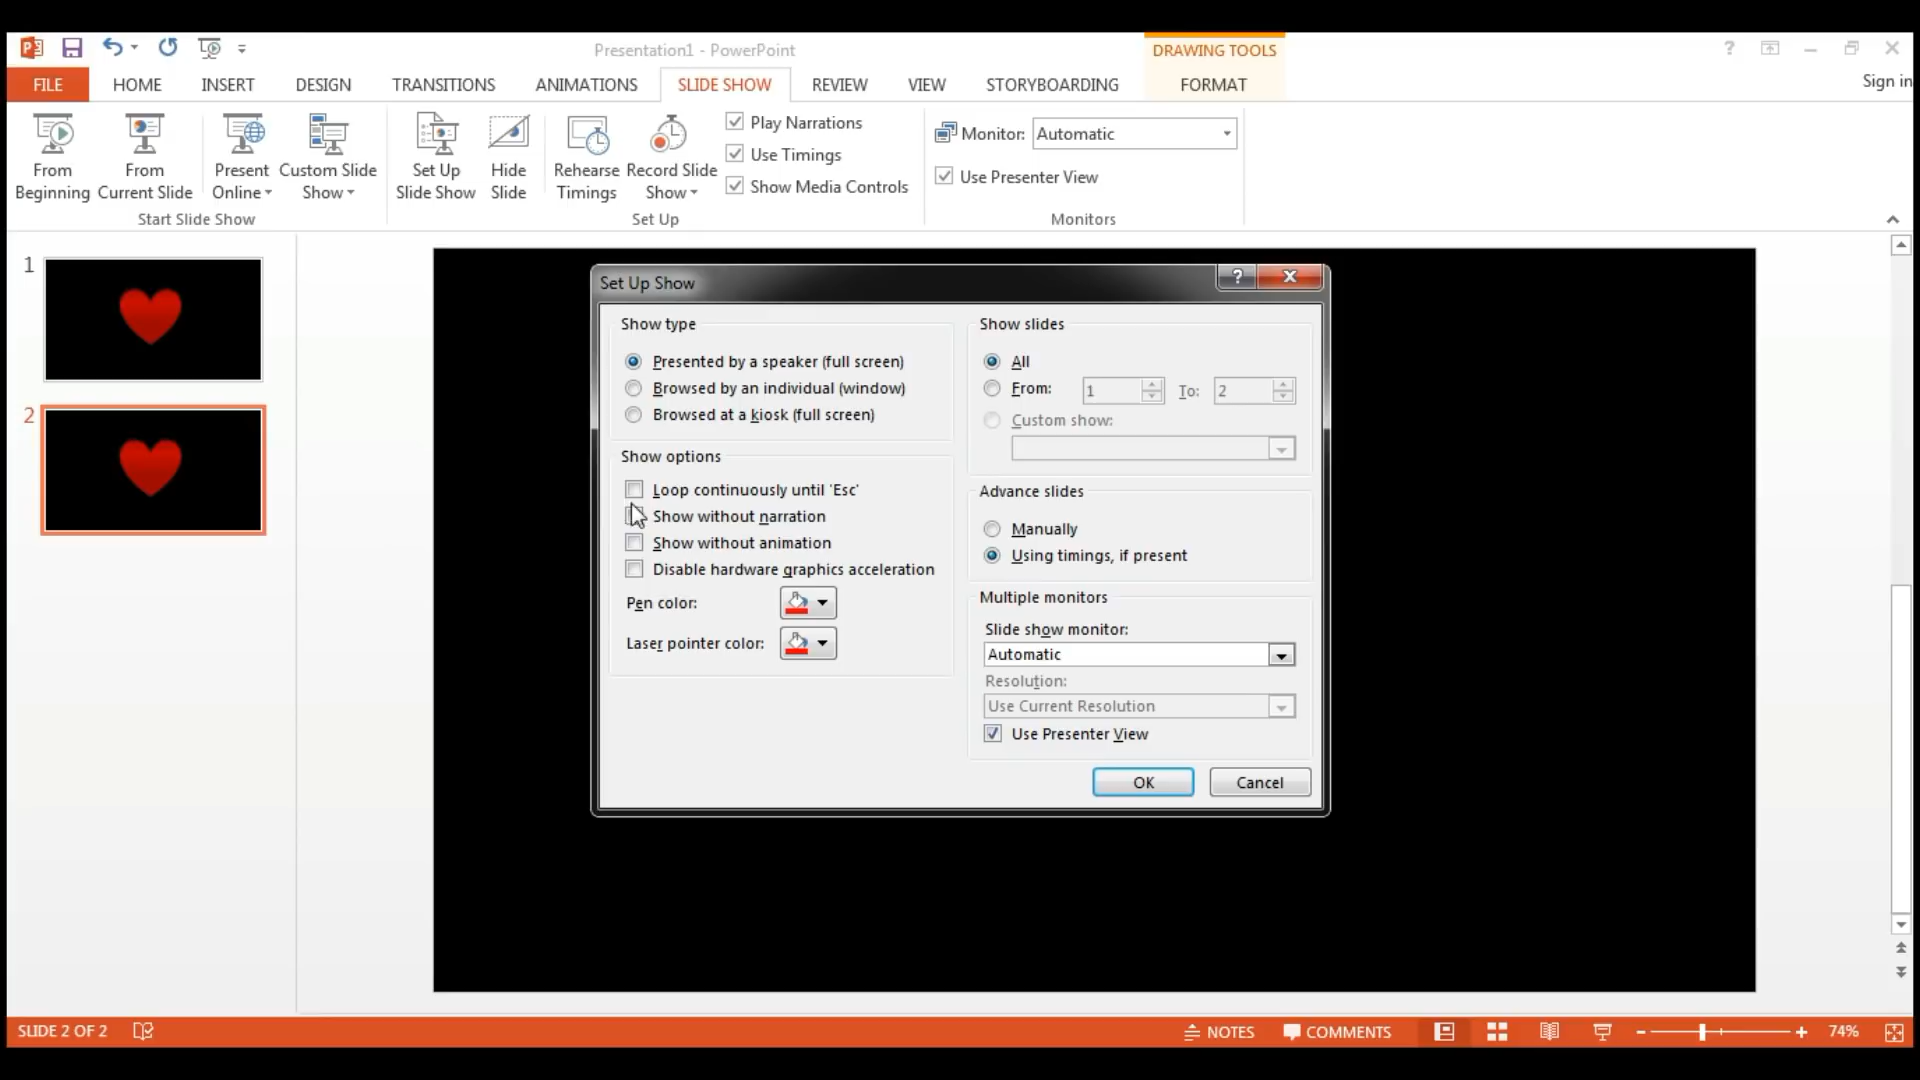 Presentation1 - PowerPoint
DRAWING TOOLS
FILE HOME INSERT DESIGN TRANSITIONS ANIMATIONS SLIDE SHOW REVIEW VIEW STORYBOARDING FORMAT Sign in
From Beginning
From Current Slide
Present Online
Custom Slide Show
Start Slide Show
Set Up Slide Show
Hide Slide
Rehearse Timings
Record Slide Show
Play Narrations
Use Timings
Show Media Controls
Set Up
Monitor: Automatic
Use Presenter View
Monitors
1
2
Set Up Show
Show type
Presented by a speaker (full screen)
Browsed by an individual (window)
Browsed at a kiosk (full screen)
Show options
Loop continuously until 'Esc'
Show without narration
Show without animation
Disable hardware graphics acceleration
Pen color:
Laser pointer color:
Show slides
All
From: 1 To: 2
Custom show:
Advance slides
Manually
Using timings, if present
Multiple monitors
Slide show monitor:
Automatic
Resolution:
Use Current Resolution
Use Presenter View
OK Cancel
SLIDE 2 OF 2 NOTES COMMENTS 74%